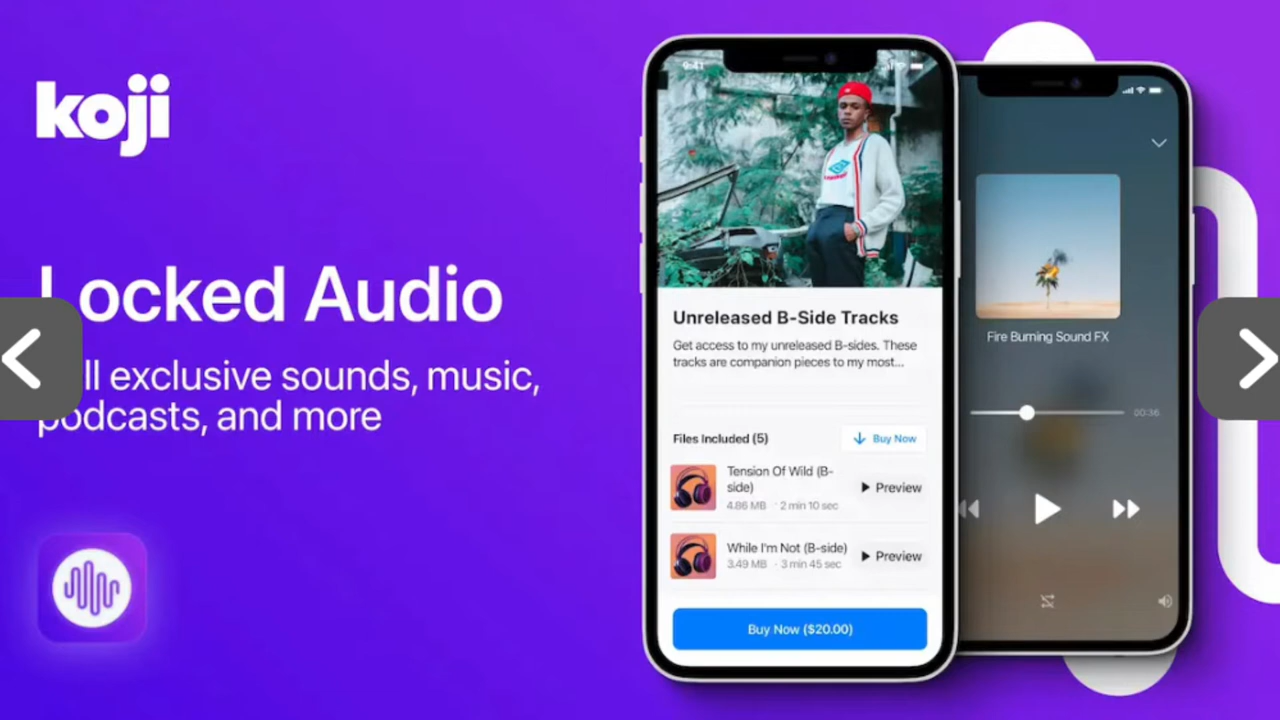 koji
Locked Audio
ll exclusive sounds, music,
podcasts, and more
9:41
UMBRO
Unreleased B-Side Tracks
Get access to my unreleased B-sides. These
tracks are companion pieces to my most...
Files Included (5)
Buy Now
Tension Of Wild (B-
side)
4.86 MB · 2 min 10 sec
Preview
While I'm Not (B-side)
3.49 MB · 3 min 45 sec
Preview
Buy Now ($20.00)
Fire Burning Sound FX
00:36